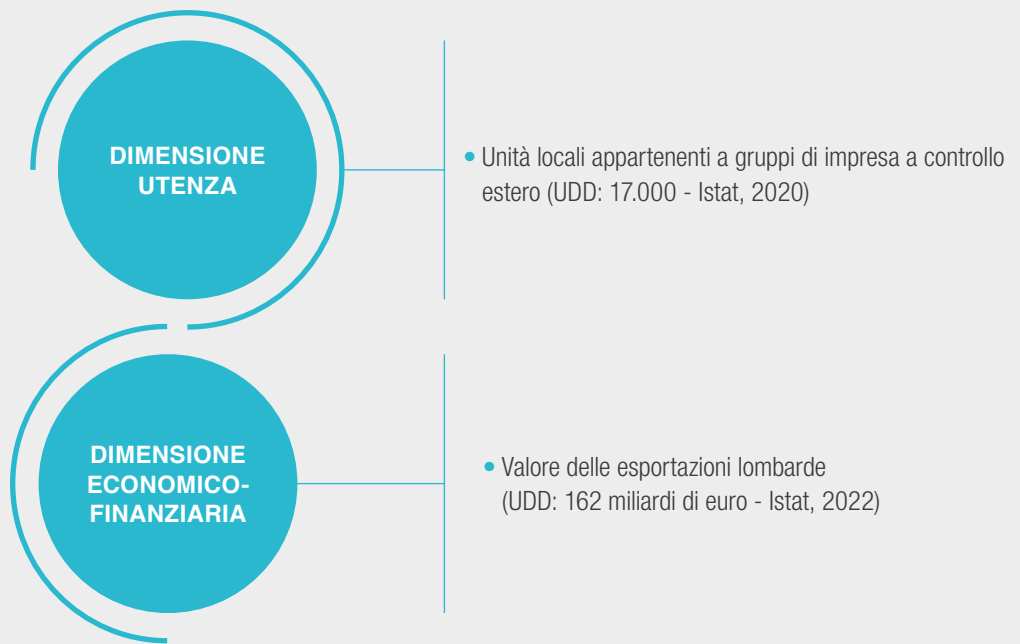 DIMENSIONE
UTENZA
• Unità locali appartenenti a gruppi di impresa a controllo
estero (UDD: 17.000 - Istat, 2020)
DIMENSIONE
ECONOMICO-
FINANZIARIA
• Valore delle esportazioni lombarde
(UDD: 162 miliardi di euro - Istat, 2022)